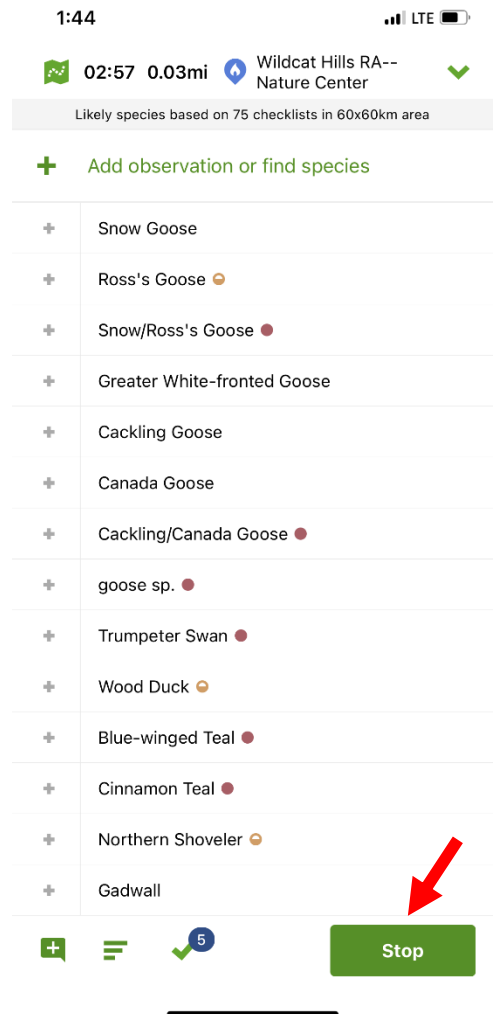 1:44 LTE
02:57 0.03mi Wildcat Hills RA--
Nature Center
Likely species based on 75 checklists in 60x60km area
Add observation or find species
Snow Goose
Ross's Goose
Snow/Ross's Goose
Greater White-fronted Goose
Cackling Goose
Canada Goose
Cackling/Canada Goose
goose sp.
Trumpeter Swan
Wood Duck
Blue-winged Teal
Cinnamon Teal
Northern Shoveler
Gadwall
5 Stop